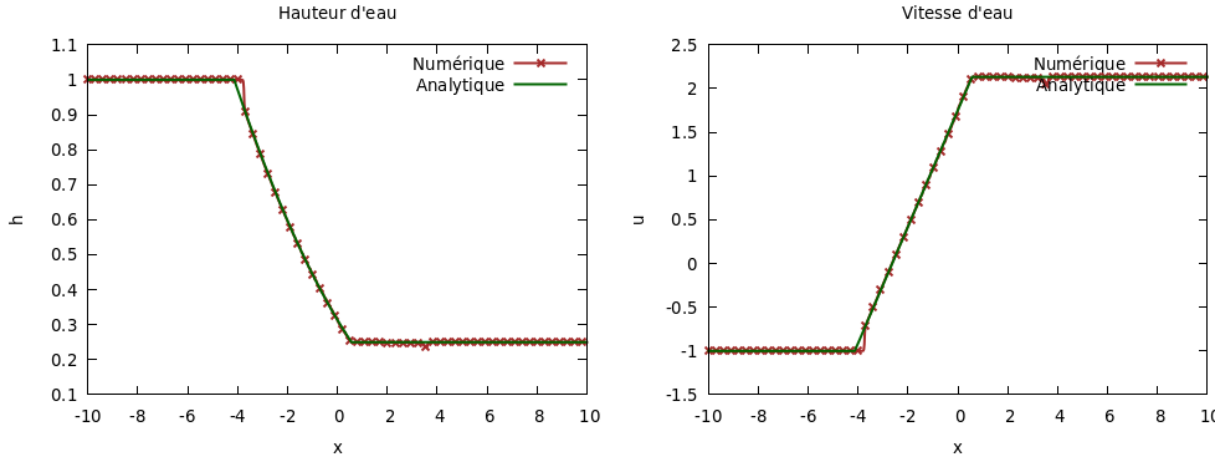 Hauteur d'eau
1.1
1
0.9
0.8
0.7
0.6
0.5
0.4
0.3
0.2
0.1
h
Numérique
Analytique
-10 -8 -6 -4 -2 0 2 4 6 8 10
x
Vitesse d'eau
2.5
2
1.5
1
0.5
0
-0.5
-1
-1.5
u
Numérique
Analytique
-10 -8 -6 -4 -2 0 2 4 6 8 10
x